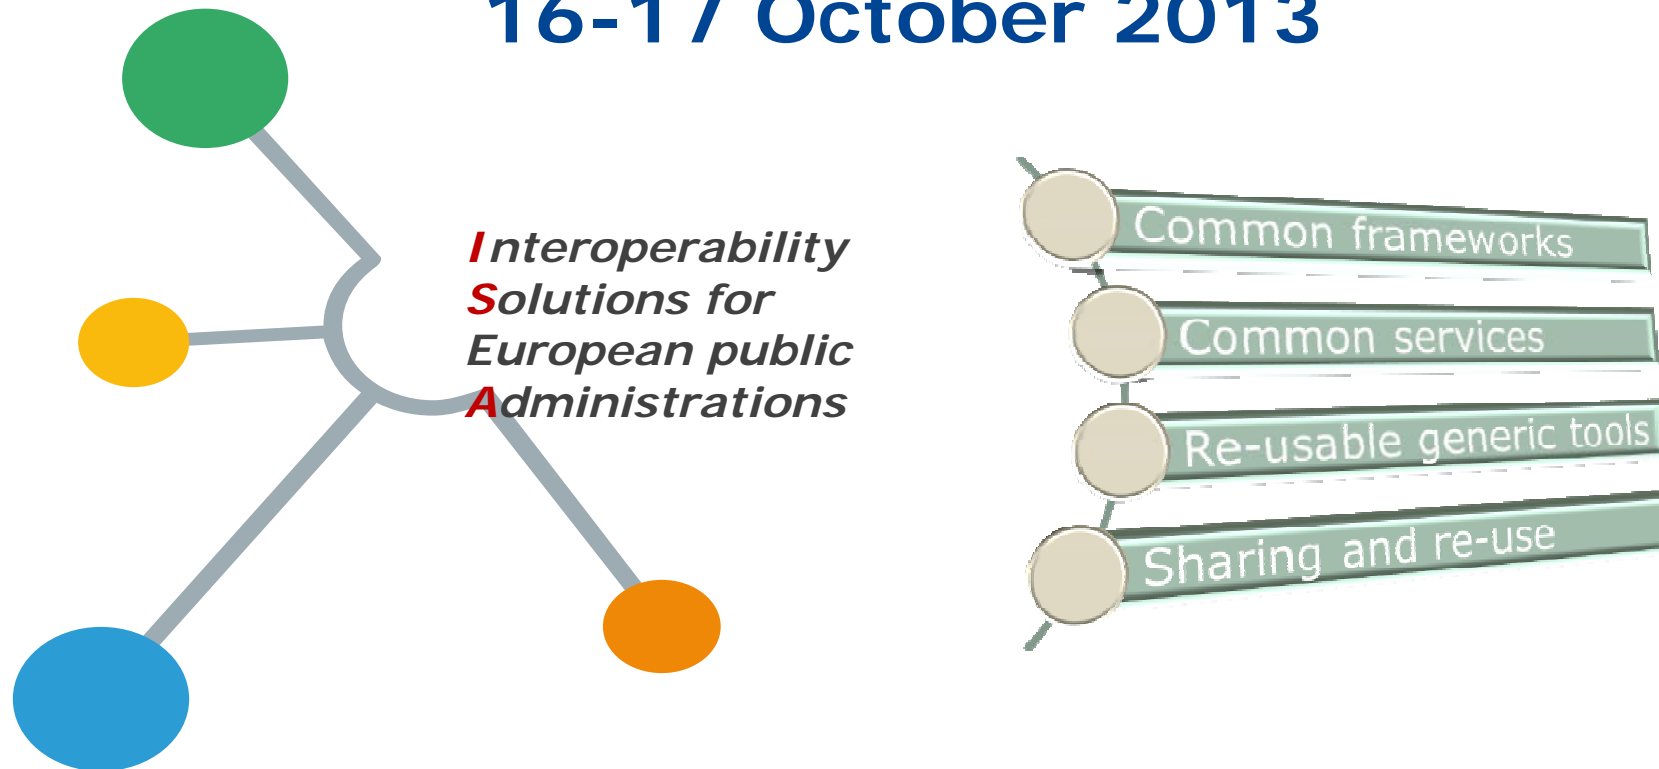 16-17 October 2013
Interoperability
Solutions for
European public
Administrations
Common frameworks
Common services
Re-usable generic tools
Sharing and re-use